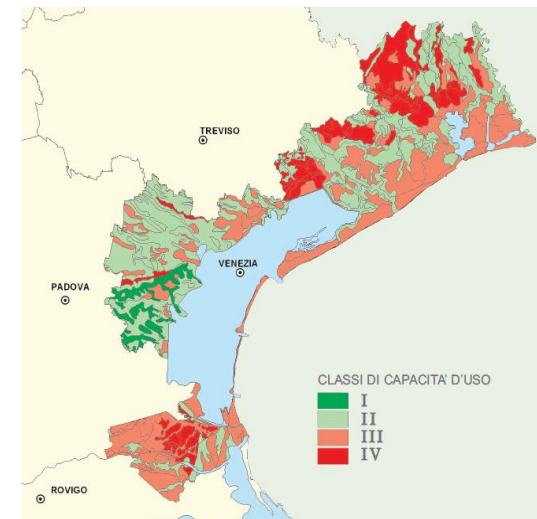 TREVISO
VENEZIA
PADOVA
CLASSI DI CAPACITA' D'USO
I
II
III
IV
ROVIGO